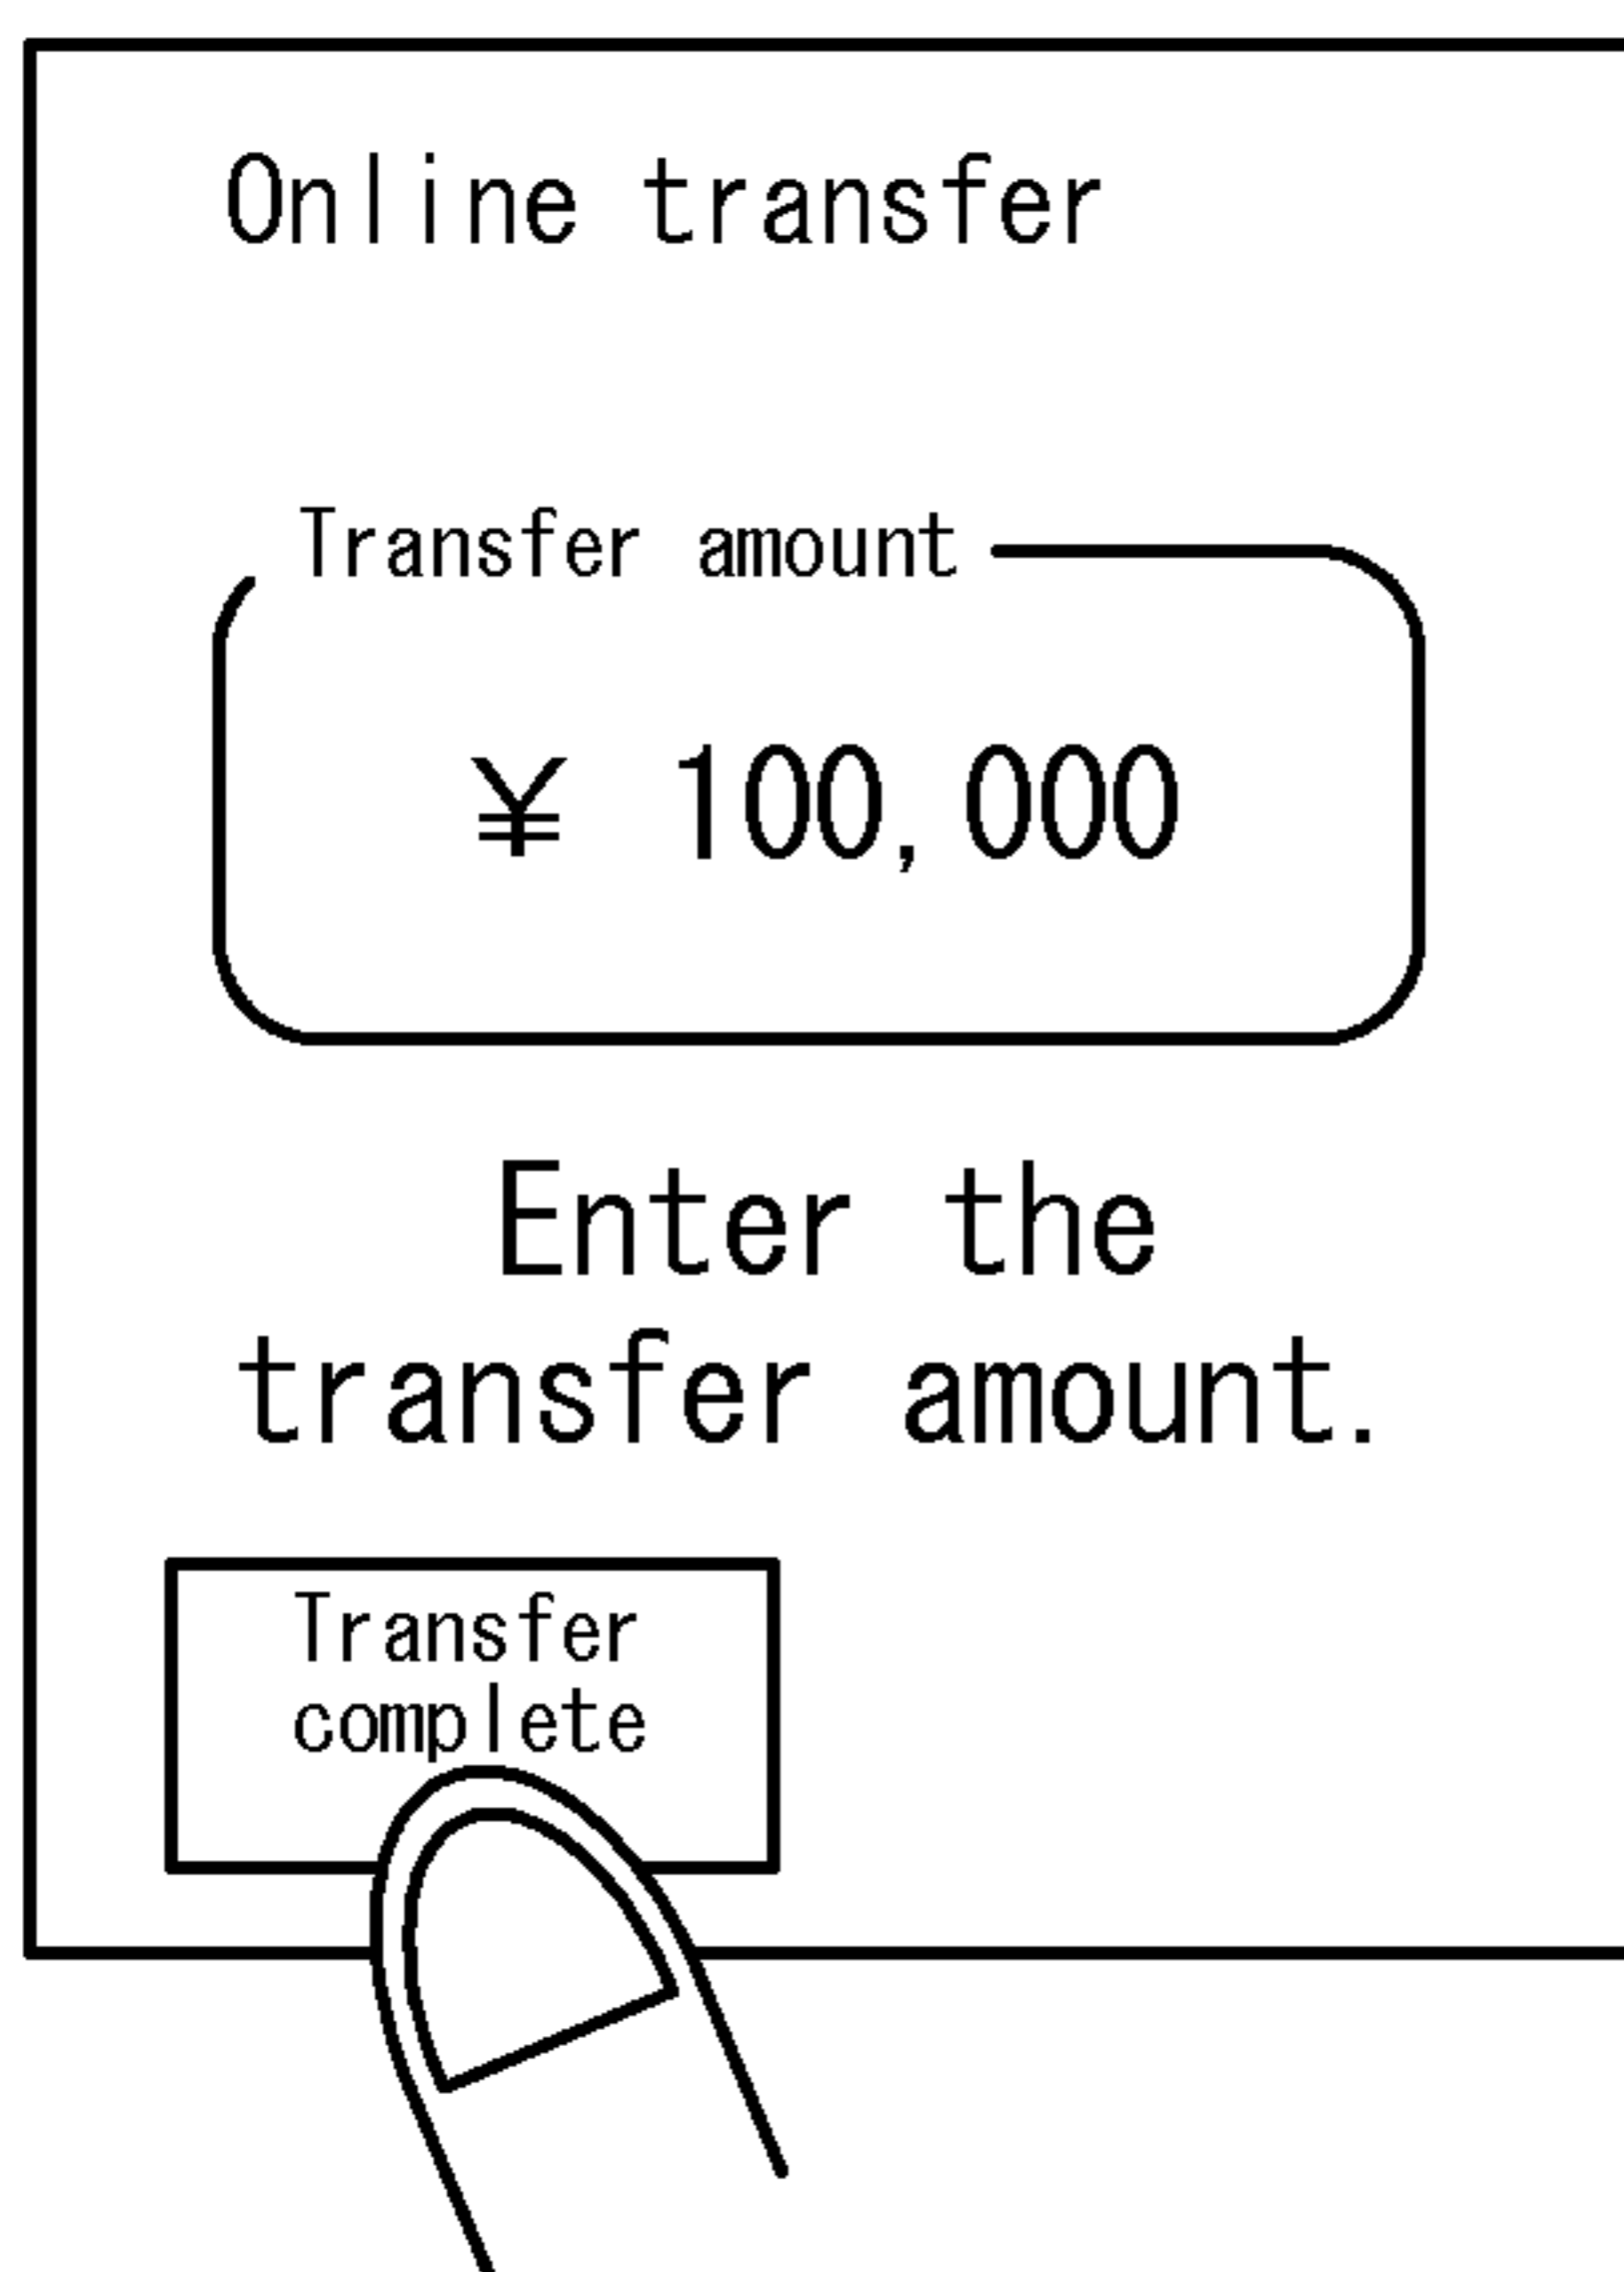 Online transfer
Transfer amount
¥ 100,000
Enter the
transfer amount.
Transfer
complete